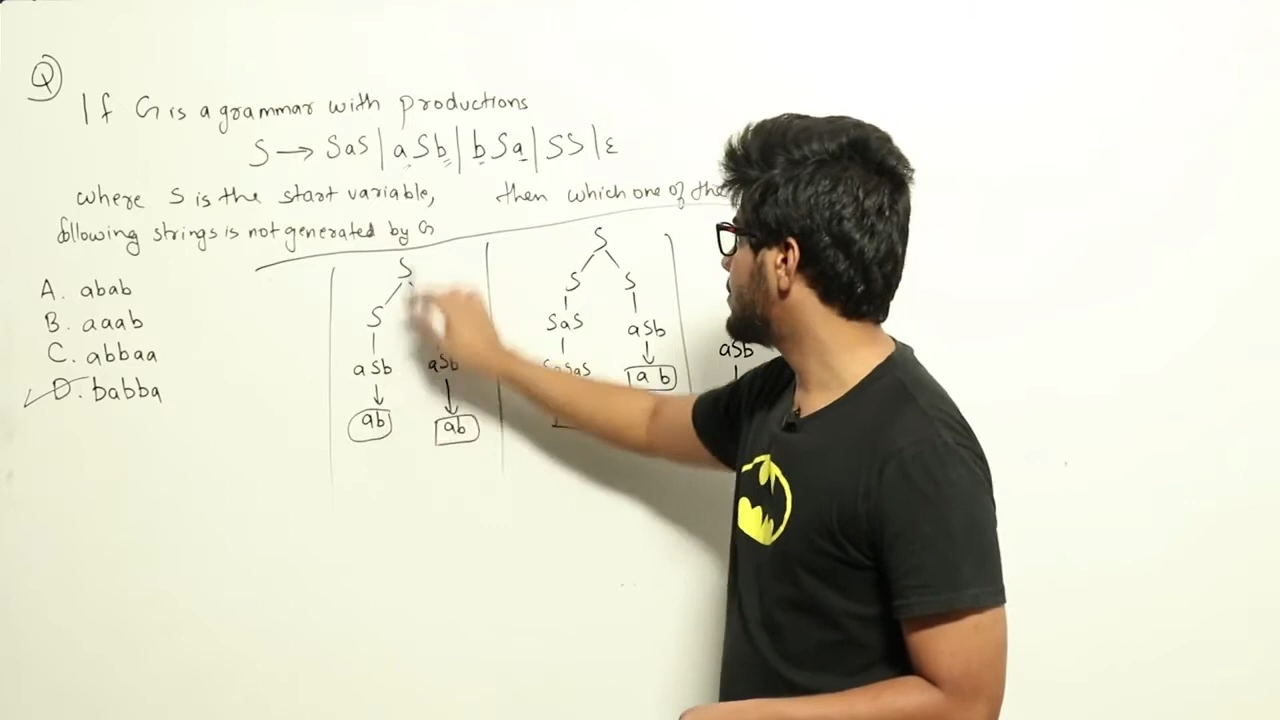 Q
If G is a grammar with productions
S → SaS | aSb | bSa | SS | ε
where S is the start variable, then which one of the
following strings is not generated by G
A. abab
B. aaab
C. abbaa
D. babba
S
S
aSb aSb
ab ab
S
S S
SaS aSb
SaSaS a b
aSb